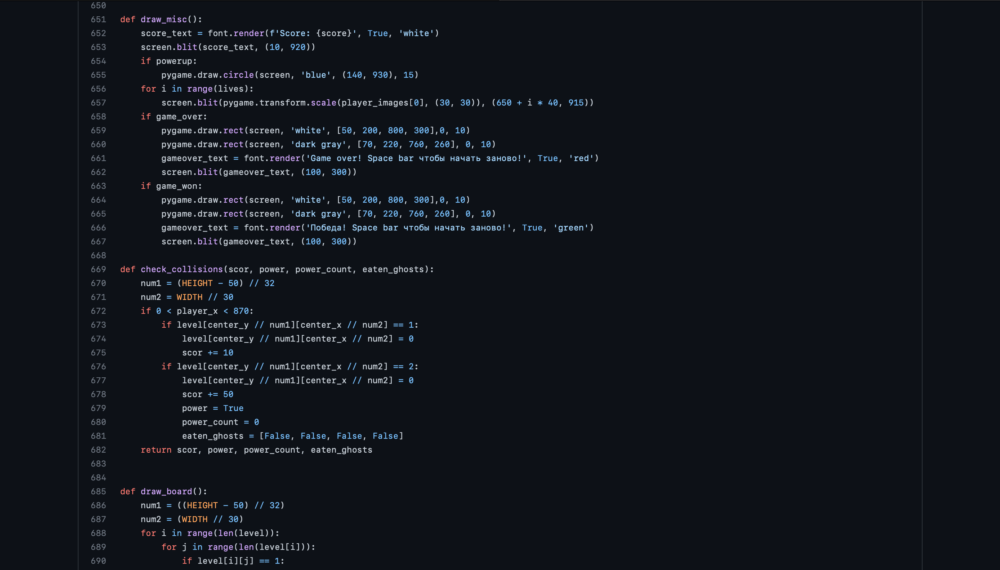 650
651 def draw_misc():
652     score_text = font.render(f'Score: {score}', True, 'white')
653     screen.blit(score_text, (10, 920))
654     if powerup:
655         pygame.draw.circle(screen, 'blue', (140, 930), 15)
656     for i in range(lives):
657         screen.blit(pygame.transform.scale(player_images[0], (30, 30)), (650 + i * 40, 915))
658     if game_over:
659         pygame.draw.rect(screen, 'white', [50, 200, 800, 300],0, 10)
660         pygame.draw.rect(screen, 'dark gray', [70, 220, 760, 260], 0, 10)
661         gameover_text = font.render('Game over! Space bar чтобы начать заново!', True, 'red')
662         screen.blit(gameover_text, (100, 300))
663     if game_won:
664         pygame.draw.rect(screen, 'white', [50, 200, 800, 300],0, 10)
665         pygame.draw.rect(screen, 'dark gray', [70, 220, 760, 260], 0, 10)
666         gameover_text = font.render('Победа! Space bar чтобы начать заново!', True, 'green')
667         screen.blit(gameover_text, (100, 300))
668
669 def check_collisions(scor, power, power_count, eaten_ghosts):
670     num1 = (HEIGHT - 50) // 32
671     num2 = WIDTH // 30
672     if 0 < player_x < 870:
673         if level[center_y // num1][center_x // num2] == 1:
674             level[center_y // num1][center_x // num2] = 0
675             scor += 10
676         if level[center_y // num1][center_x // num2] == 2:
677             level[center_y // num1][center_x // num2] = 0
678             scor += 50
679             power = True
680             power_count = 0
681             eaten_ghosts = [False, False, False, False]
682     return scor, power, power_count, eaten_ghosts
683
684
685 def draw_board():
686     num1 = ((HEIGHT - 50) // 32)
687     num2 = (WIDTH // 30)
688     for i in range(len(level)):
689         for j in range(len(level[i])):
690             if level[i][j] == 1: